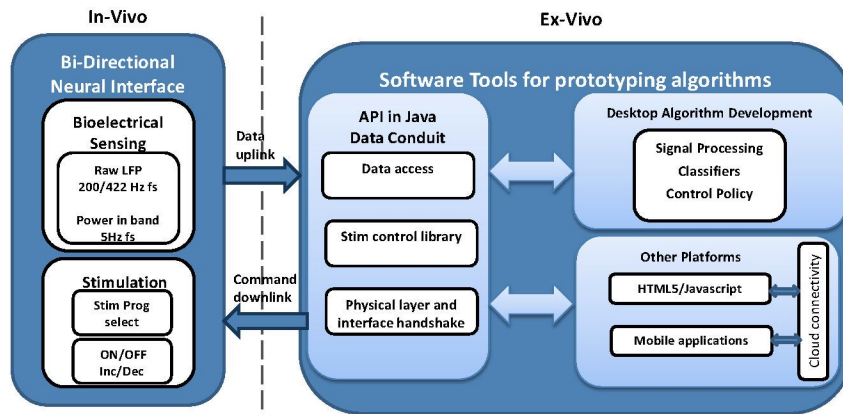 In-Vivo
Ex-Vivo
Bi-Directional
Neural Interface
Bioelectrical
Sensing
Raw LFP
200/422 Hz fs
Power in band
5Hz fs
Stimulation
Stim Prog
select
ON/OFF
Inc/Dec
Data
uplink
Command
downlink
Software Tools for prototyping algorithms
API in Java
Data Conduit
Data access
Stim control library
Physical layer and
interface handshake
Desktop Algorithm Development
Signal Processing
Classifiers
Control Policy
Other Platforms
HTML5/Javascript
Mobile applications
Cloud connectivity